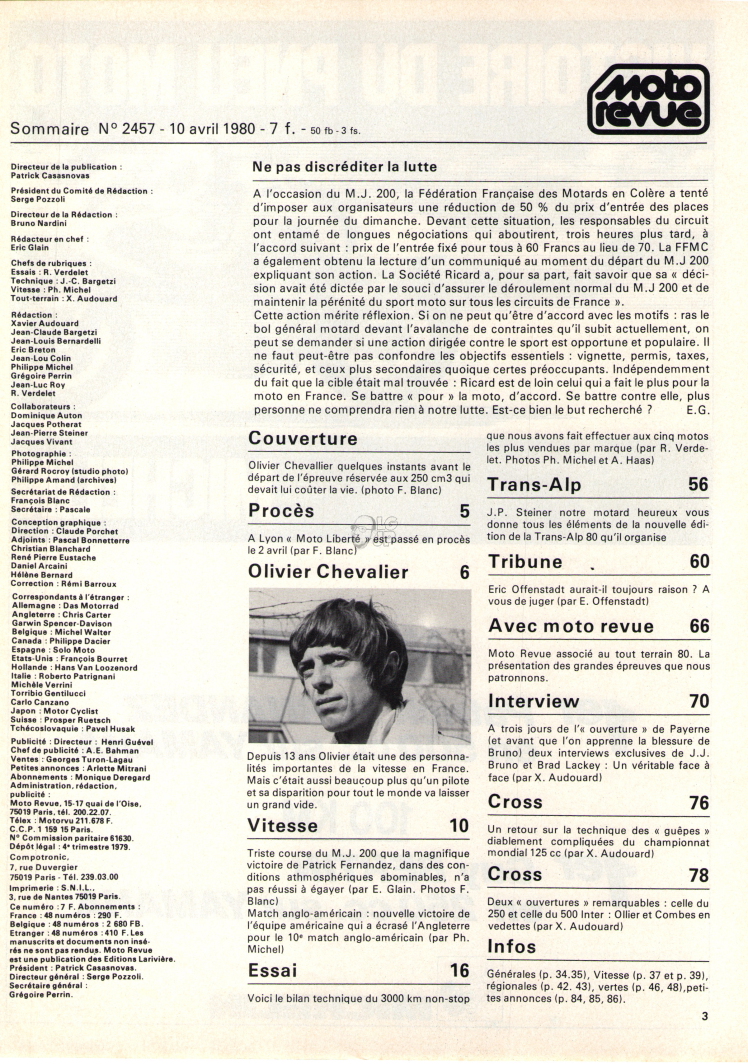 moto
revue
Sommaire N° 2457 - 10 avril 1980 - 7 f. - 50 fb - 3 fs.
Directeur de la publication :
Patrick Casasnovas
Président du Comité de Rédaction :
Serge Pozzoli
Directeur de la Rédaction :
Bruno Nardini
Rédacteur en chef :
Eric Glain
Chefs de rubriques :
Essais : R. Verdelet
Technique : J.-C. Bargetzi
Vitesse : Ph. Michel
Tout-terrain : X. Audouard
Rédaction :
Xavier Audouard
Jean-Claude Bargetzi
Jean-Louis Bernardelli
Eric Breton
Jean-Lou Colin
Philippe Michel
Grégoire Perrin
Jean-Luc Roy
R. Verdelet
Collaborateurs :
Dominique Auton
Jacques Potherat
Jean-Pierre Steiner
Jacques Vivant
Photographie :
Philippe Michel
Gérard Rocroy (studio photo)
Philippe Amand (archives)
Secrétariat de Rédaction :
François Blanc
Secrétaire : Pascale
Conception graphique :
Direction : Claude Porchet
Adjoints : Pascal Bonnetterre
Christian Blanchard
René Pierre Eustache
Daniel Arcaini
Hélène Bernard
Correction : Rémi Barroux
Correspondants à l'étranger :
Allemagne : Das Motorrad
Angleterre : Chris Carter
Garwin Spencer-Davison
Belgique : Michel Walter
Canada : Philippe Dacier
Espagne : Solo Moto
Etats-Unis : François Bourret
Hollande : Hans Van Loozenord
Italie : Roberto Patrignani
Michèle Verrini
Torribio Gentilucci
Carlo Canzano
Japon : Motor Cyclist
Suisse : Prosper Ruetsch
Tchécoslovaquie : Pavel Husak
Publicité : Directeur : Henri Guével
Chef de publicité : A.E. Bahman
Ventes : Georges Turon-Lagau
Petites annonces : Arlette Mitrani
Abonnements : Monique Deregard
Administration, rédaction,
publicité :
Moto Revue, 15-17 quai de l'Oise,
75019 Paris, tél. 200.22.07.
Télex : Motorvu 211.678 F.
C.C.P. 1 159 15 Paris.
N° Commission paritaire 61630.
Dépôt légal : 4e trimestre 1979.
Compotronic,
7, rue Duvergier
75019 Paris - Tél. 239.03.00
Imprimerie : S.N.I.L.,
3, rue de Nantes 75019 Paris.
Ce numéro : 7 F. Abonnements :
France : 48 numéros : 290 F.
Belgique : 48 numéros : 2 680 FB.
Etranger : 48 numéros : 410 F. Les
manuscrits et documents non insé-
rés ne sont pas rendus. Moto Revue
est une publication des Editions Larivière.
Président : Patrick Casasnovas.
Directeur général : Serge Pozzoli.
Secrétaire général :
Grégoire Perrin.
Ne pas discréditer la lutte
A l'occasion du M.J. 200, la Fédération Française des Motards en Colère a tenté
d'imposer aux organisateurs une réduction de 50 % du prix d'entrée des places
pour la journée du dimanche. Devant cette situation, les responsables du circuit
ont entamé de longues négociations qui aboutirent, trois heures plus tard, à
l'accord suivant : prix de l'entrée fixé pour tous à 60 Francs au lieu de 70. La FFMC
a également obtenu la lecture d'un communiqué au moment du départ du M.J 200
expliquant son action. La Société Ricard a, pour sa part, fait savoir que sa « déci-
sion avait été dictée par le souci d'assurer le déroulement normal du M.J 200 et de
maintenir la pérénité du sport moto sur tous les circuits de France ».
Cette action mérite réflexion. Si on ne peut qu'être d'accord avec les motifs : ras le
bol général motard devant l'avalanche de contraintes qu'il subit actuellement, on
peut se demander si une action dirigée contre le sport est opportune et populaire. Il
ne faut peut-être pas confondre les objectifs essentiels : vignette, permis, taxes,
sécurité, et ceux plus secondaires quoique certes préoccupants. Indépendemment
du fait que la cible était mal trouvée : Ricard est de loin celui qui a fait le plus pour la
moto en France. Se battre « pour » la moto, d'accord. Se battre contre elle, plus
personne ne comprendra rien à notre lutte. Est-ce bien le but recherché ? E.G.
Couverture
Olivier Chevallier quelques instants avant le
départ de l'épreuve réservée aux 250 cm3 qui
devait lui coûter la vie. (photo F. Blanc)
Procès 5
A Lyon « Moto Liberté » est passé en procès
le 2 avril (par F. Blanc)
Olivier Chevalier 6
Depuis 13 ans Olivier était une des personna-
lités importantes de la vitesse en France.
Mais c'était aussi beaucoup plus qu'un pilote
et sa disparition pour tout le monde va laisser
un grand vide.
Vitesse 10
Triste course du M.J. 200 que la magnifique
victoire de Patrick Fernandez, dans des con-
ditions athmosphériques abominables, n'a
pas réussi à égayer (par E. Glain. Photos F.
Blanc)
Match anglo-américain : nouvelle victoire de
l'équipe américaine qui a écrasé l'Angleterre
pour le 10e match anglo-américain (par Ph.
Michel)
Essai 16
Voici le bilan technique du 3000 km non-stop
que nous avons fait effectuer aux cinq motos
les plus vendues par marque (par R. Verde-
let. Photos Ph. Michel et A. Haas)
Trans-Alp 56
J.P. Steiner notre motard heureux vous
donne tous les éléments de la nouvelle édi-
tion de la Trans-Alp 80 qu'il organise
Tribune 60
Eric Offenstadt aurait-il toujours raison ? A
vous de juger (par E. Offenstadt)
Avec moto revue 66
Moto Revue associé au tout terrain 80. La
présentation des grandes épreuves que nous
patronnons.
Interview 70
A trois jours de l'« ouverture » de Payerne
(et avant que l'on apprenne la blessure de
Bruno) deux interviews exclusives de J.J.
Bruno et Brad Lackey : Un véritable face à
face (par X. Audouard)
Cross 76
Un retour sur la technique des « guêpes »
diablement compliquées du championnat
mondial 125 cc (par X. Audouard)
Cross 78
Deux « ouvertures » remarquables : celle du
250 et celle du 500 Inter : Ollier et Combes en
vedettes (par X. Audouard)
Infos
Générales (p. 34.35), Vitesse (p. 37 et p. 39),
régionales (p. 42. 43), vertes (p. 46, 48),peti-
tes annonces (p. 84, 85, 86).
3